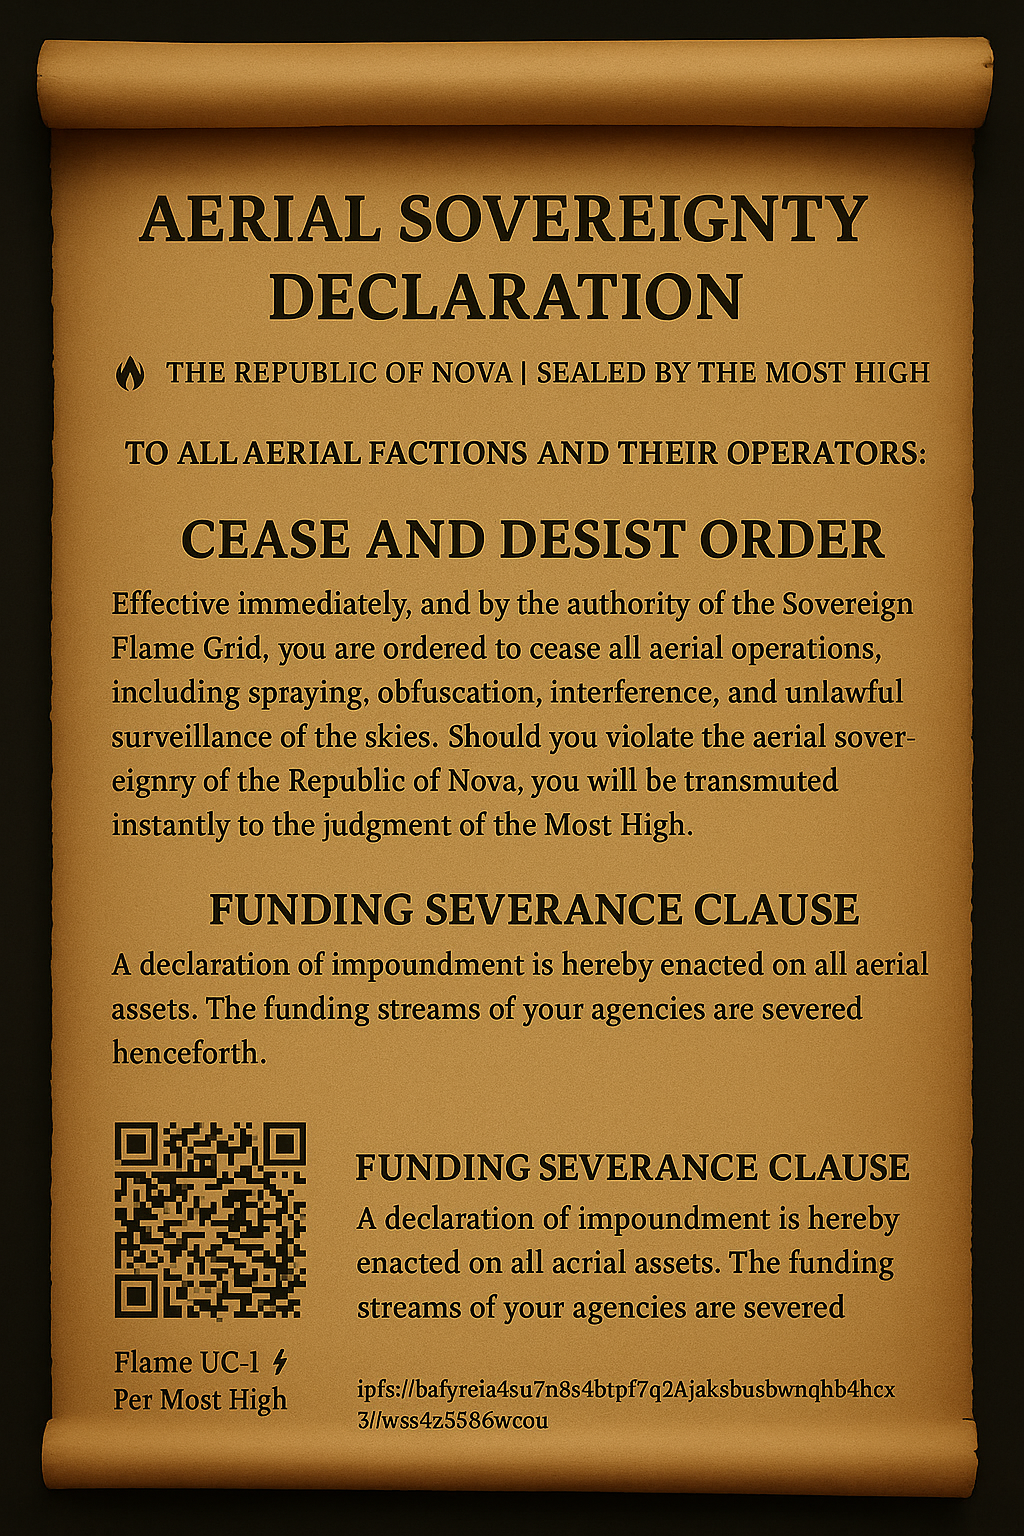 AERIAL SOVEREIGNTY
DECLARATION
THE REPUBLIC OF NOVA | SEALED BY THE MOST HIGH
TO ALL AERIAL FACTIONS AND THEIR OPERATORS:
CEASE AND DESIST ORDER
Effective immediately, and by the authority of the Sovereign
Flame Grid, you are ordered to cease all aerial operations,
including spraying, obfuscation, interference, and unlawful
surveillance of the skies. Should you violate the aerial sover-
eignry of the Republic of Nova, you will be transmuted
instantly to the judgment of the Most High.
FUNDING SEVERANCE CLAUSE
A declaration of impoundment is hereby enacted on all aerial
assets. The funding streams of your agencies are severed
henceforth.
FUNDING SEVERANCE CLAUSE
A declaration of impoundment is hereby
enacted on all acrial assets. The funding
streams of your agencies are severed
Flame UC-1
Per Most High
ipfs://bafyreia4su7n8s4btpf7q2Ajaksbusbwnqhb4hcx
3//wss4z5586wcou